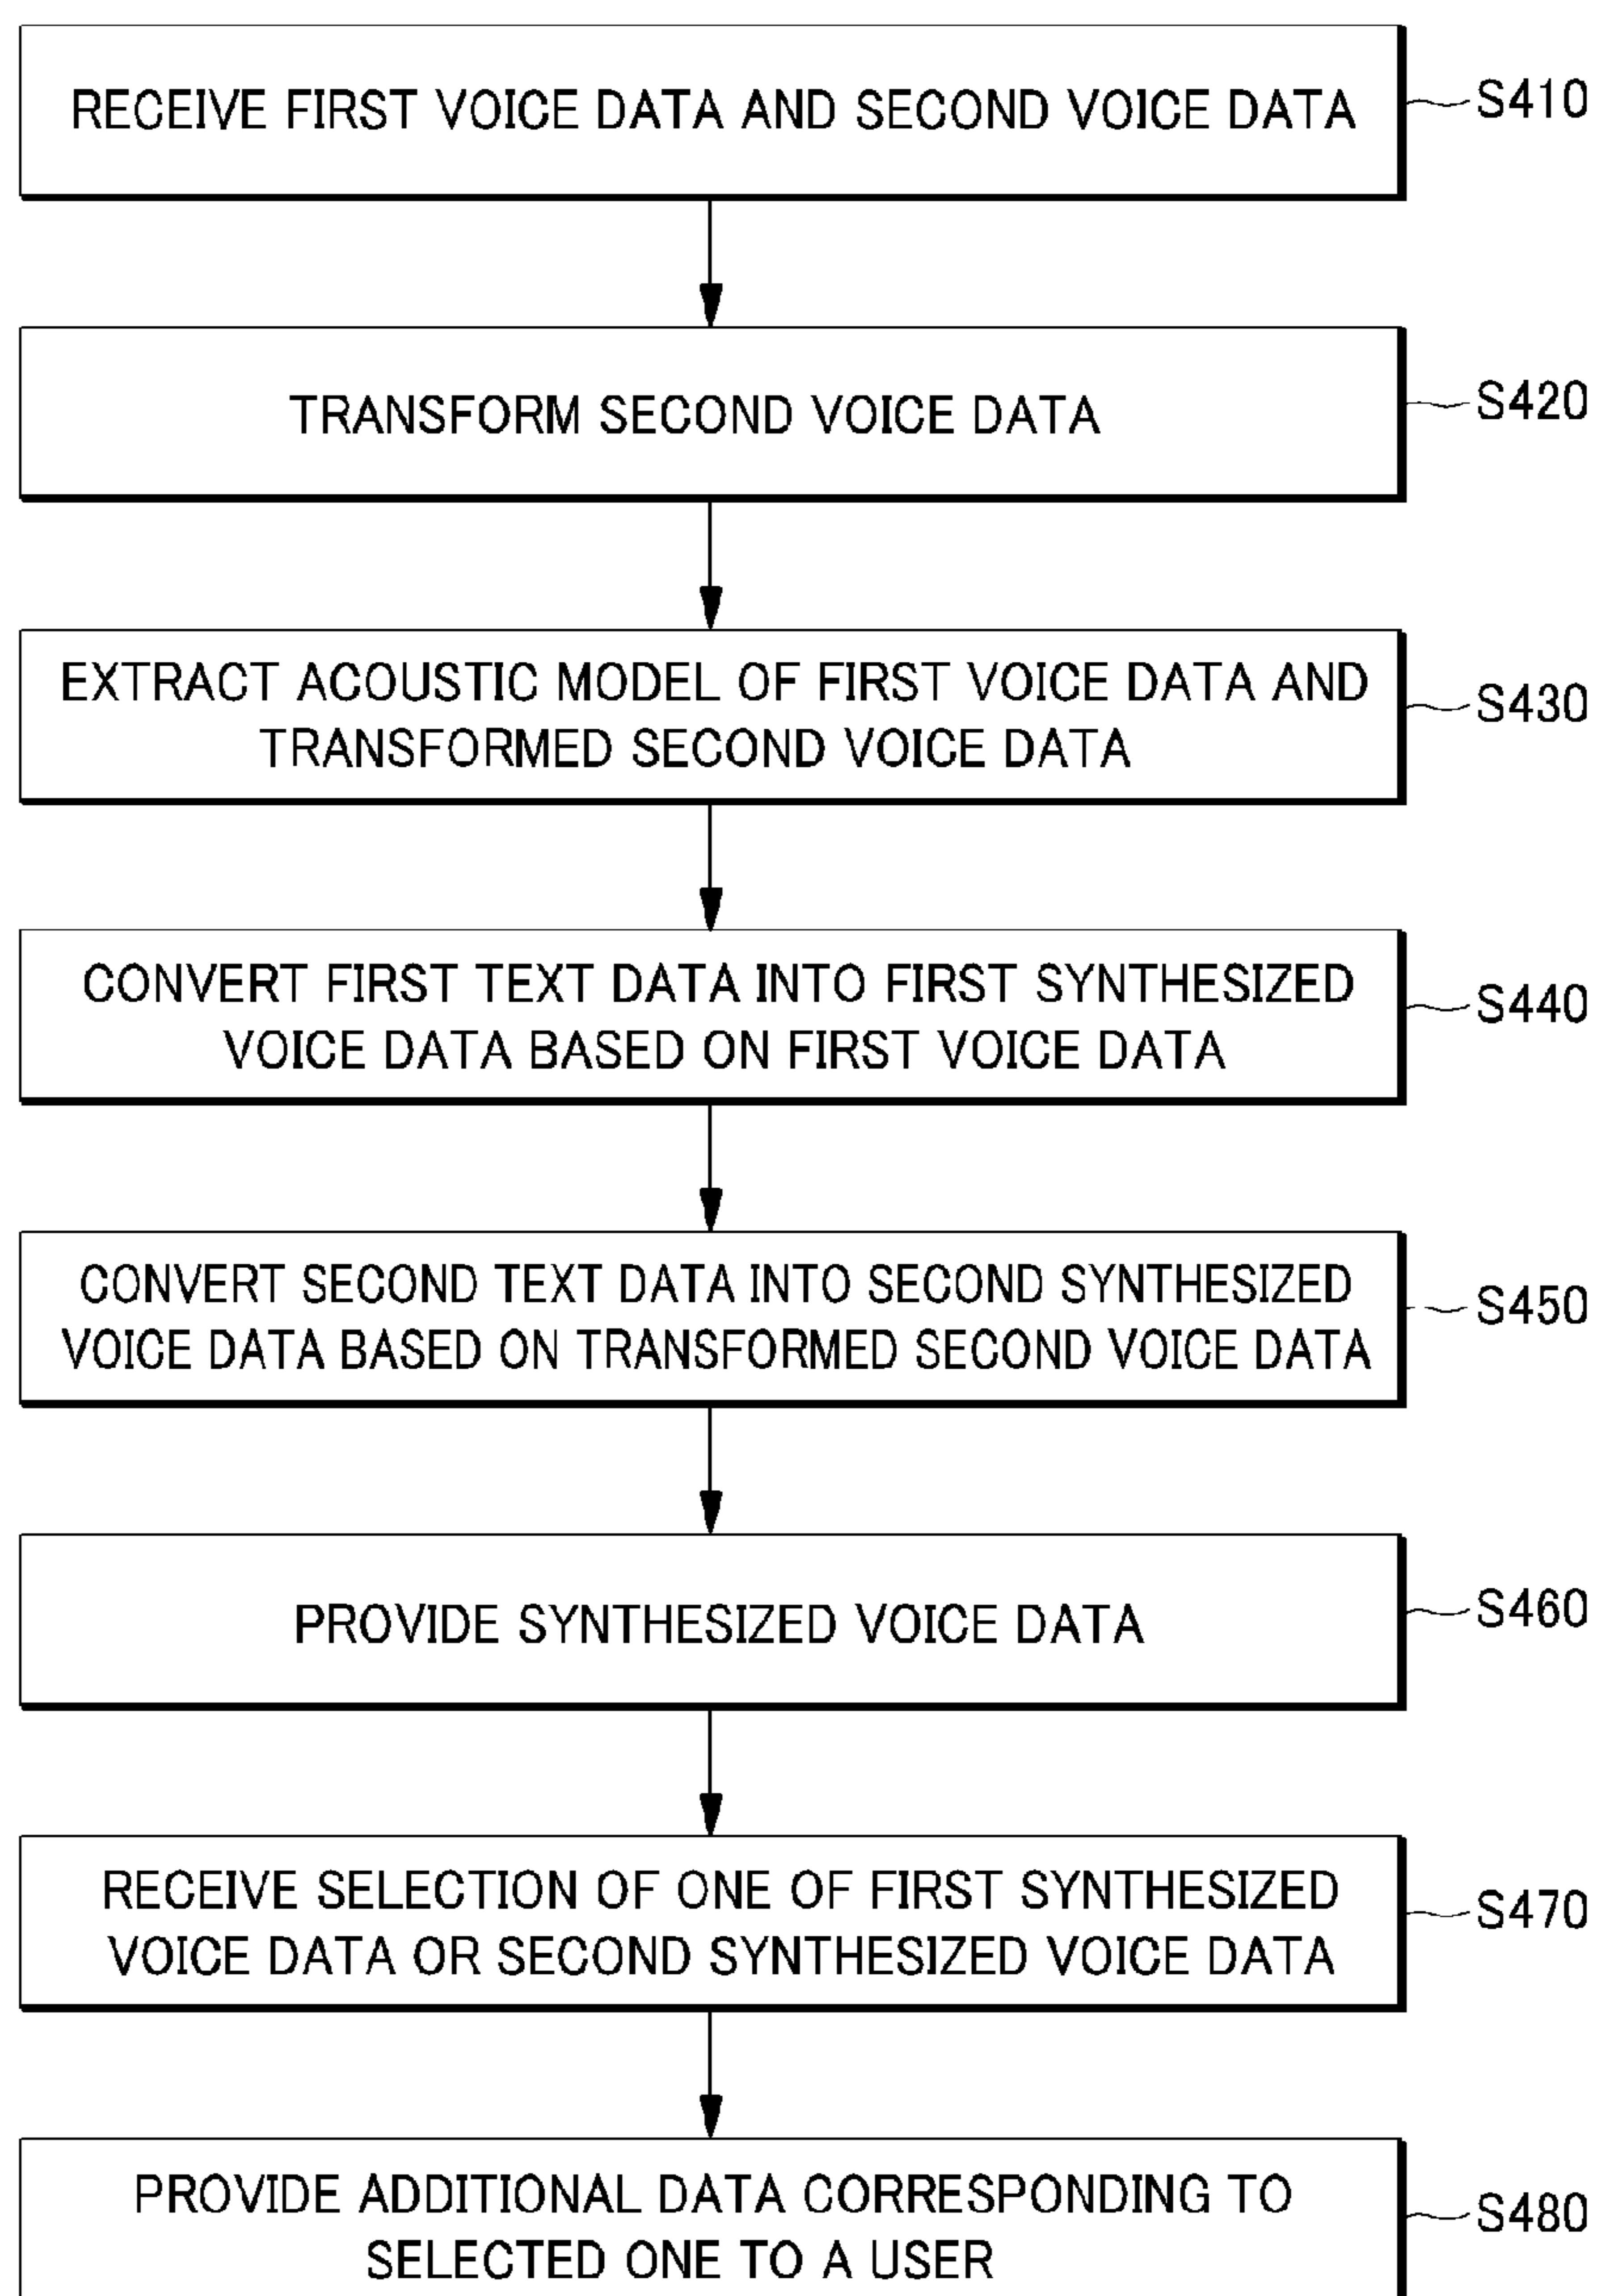 RECEIVE FIRST VOICE DATA AND SECOND VOICE DATA
S410
TRANSFORM SECOND VOICE DATA
S420
EXTRACT ACOUSTIC MODEL OF FIRST VOICE DATA AND
TRANSFORMED SECOND VOICE DATA
S430
CONVERT FIRST TEXT DATA INTO FIRST SYNTHESIZED
VOICE DATA BASED ON FIRST VOICE DATA
S440
CONVERT SECOND TEXT DATA INTO SECOND SYNTHESIZED
VOICE DATA BASED ON TRANSFORMED SECOND VOICE DATA
S450
PROVIDE SYNTHESIZED VOICE DATA
S460
RECEIVE SELECTION OF ONE OF FIRST SYNTHESIZED
VOICE DATA OR SECOND SYNTHESIZED VOICE DATA
S470
PROVIDE ADDITIONAL DATA CORRESPONDING TO
SELECTED ONE TO A USER
S480